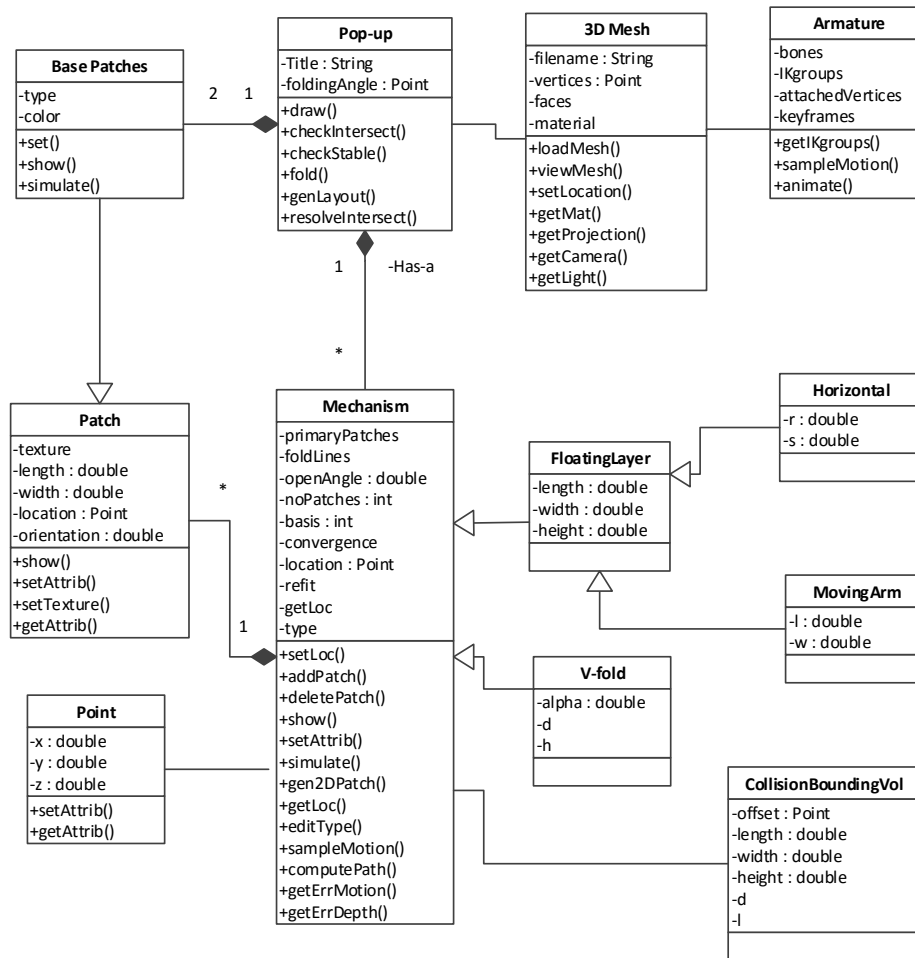 Base Patches
-type
-color
+set()
+show()
+simulate()
2
1
Pop-up
-Title : String
-foldingAngle : Point
+draw()
+checkIntersect()
+checkStable()
+fold()
+genLayout()
+resolveIntersect()
3D Mesh
-filename : String
-vertices : Point
-faces
-material
+loadMesh()
+viewMesh()
+setLocation()
+getMat()
+getProjection()
+getCamera()
+getLight()
Armature
-bones
-IKgroups
-attachedVertices
-keyframes
+getIKgroups()
+sampleMotion()
+animate()
1
-Has-a
*
Patch
-texture
-length : double
-width : double
-location : Point
-orientation : double
+show()
+setAttrib()
+setTexture()
+getAttrib()
*
1
Mechanism
-primaryPatches
-foldLines
-openAngle : double
-noPatches : int
-basis : int
-convergence
-location : Point
-refit
-getLoc
-type
+setLoc()
+addPatch()
+deletePatch()
+show()
+setAttrib()
+simulate()
+gen2DPatch()
+getLoc()
+editType()
+sampleMotion()
+computePath()
+getErrMotion()
+getErrDepth()
FloatingLayer
-length : double
-width : double
-height : double
Horizontal
-r : double
-s : double
MovingArm
-l : double
-w : double
V-fold
-alpha : double
-d
-h
Point
-x : double
-y : double
-z : double
+setAttrib()
+getAttrib()
CollisionBoundingVol
-offset : Point
-length : double
-width : double
-height : double
-d
-l